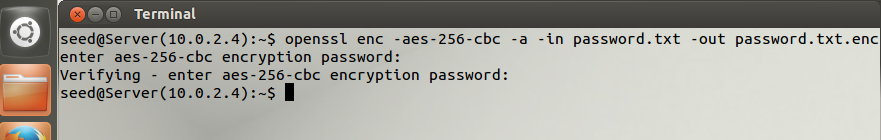 Terminal
seed@Server(10.0.2.4):~$ openssl enc -aes-256-cbc -a -in password.txt -out password.txt.enc
enter aes-256-cbc encryption password:
Verifying - enter aes-256-cbc encryption password:
seed@Server(10.0.2.4):~$